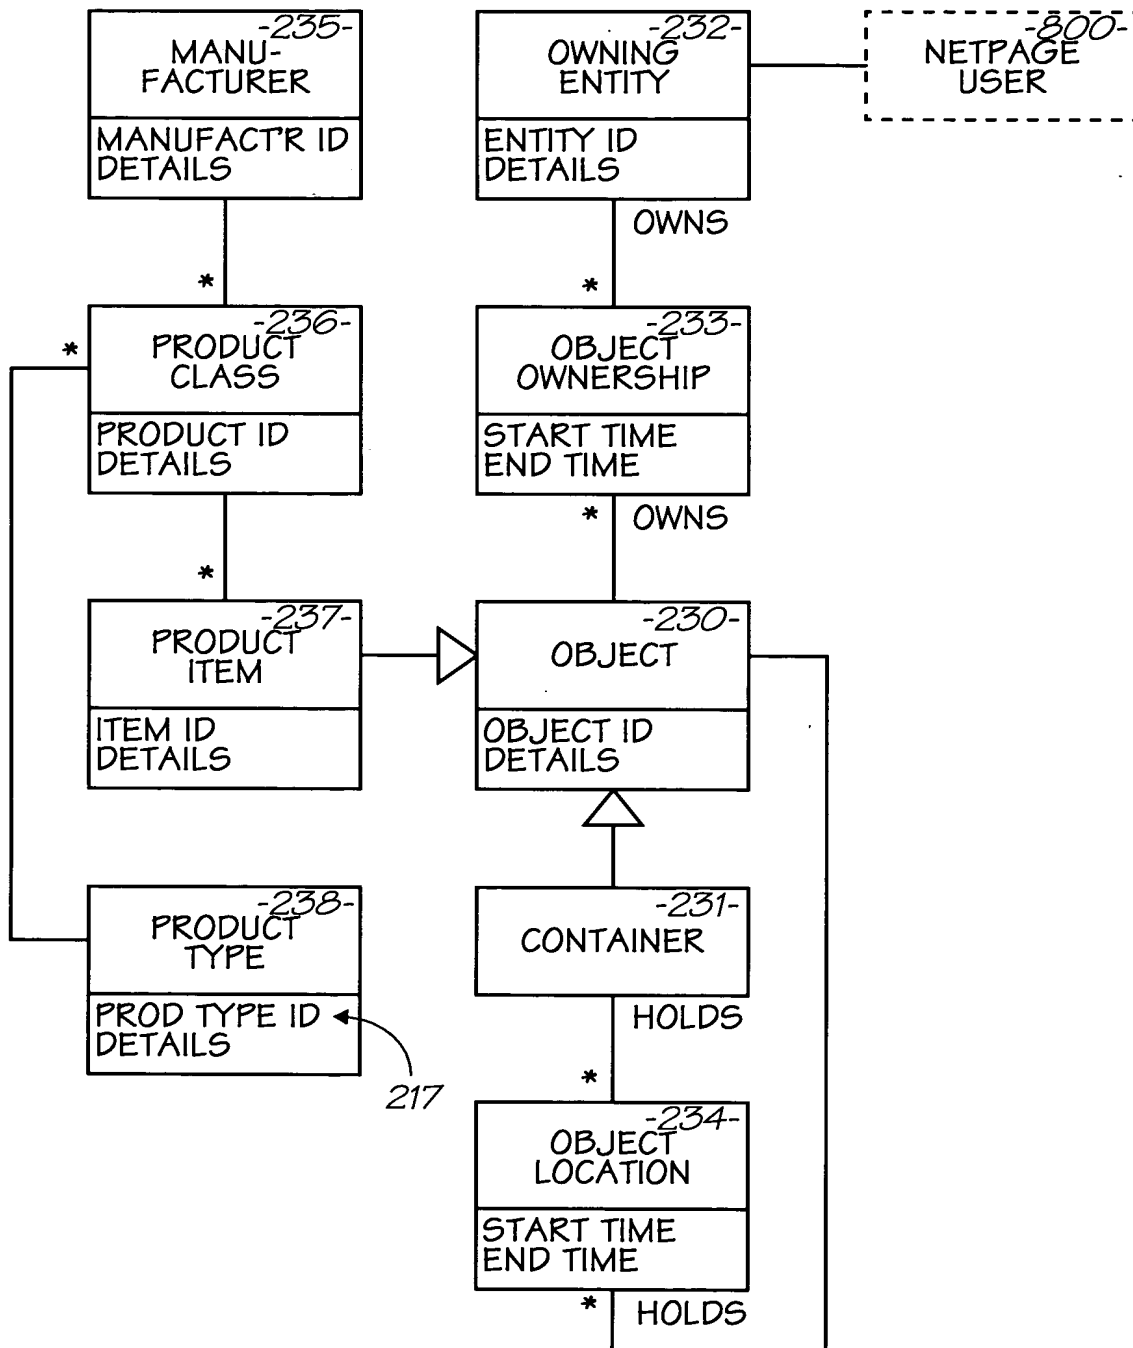 -235-
MANU-
FACTURER
MANUFACT'R ID
DETAILS
-232-
OWNING
ENTITY
ENTITY ID
DETAILS
-800-
NETPAGE
USER
OWNS
*
*
-236-
PRODUCT
CLASS
PRODUCT ID
DETAILS
*
-233-
OBJECT
OWNERSHIP
START TIME
END TIME
* OWNS
*
-237-
PRODUCT
ITEM
ITEM ID
DETAILS
-230-
OBJECT
OBJECT ID
DETAILS
-238-
PRODUCT
TYPE
PROD TYPE ID
DETAILS
217
-231-
CONTAINER
HOLDS
*
-234-
OBJECT
LOCATION
START TIME
END TIME
* HOLDS